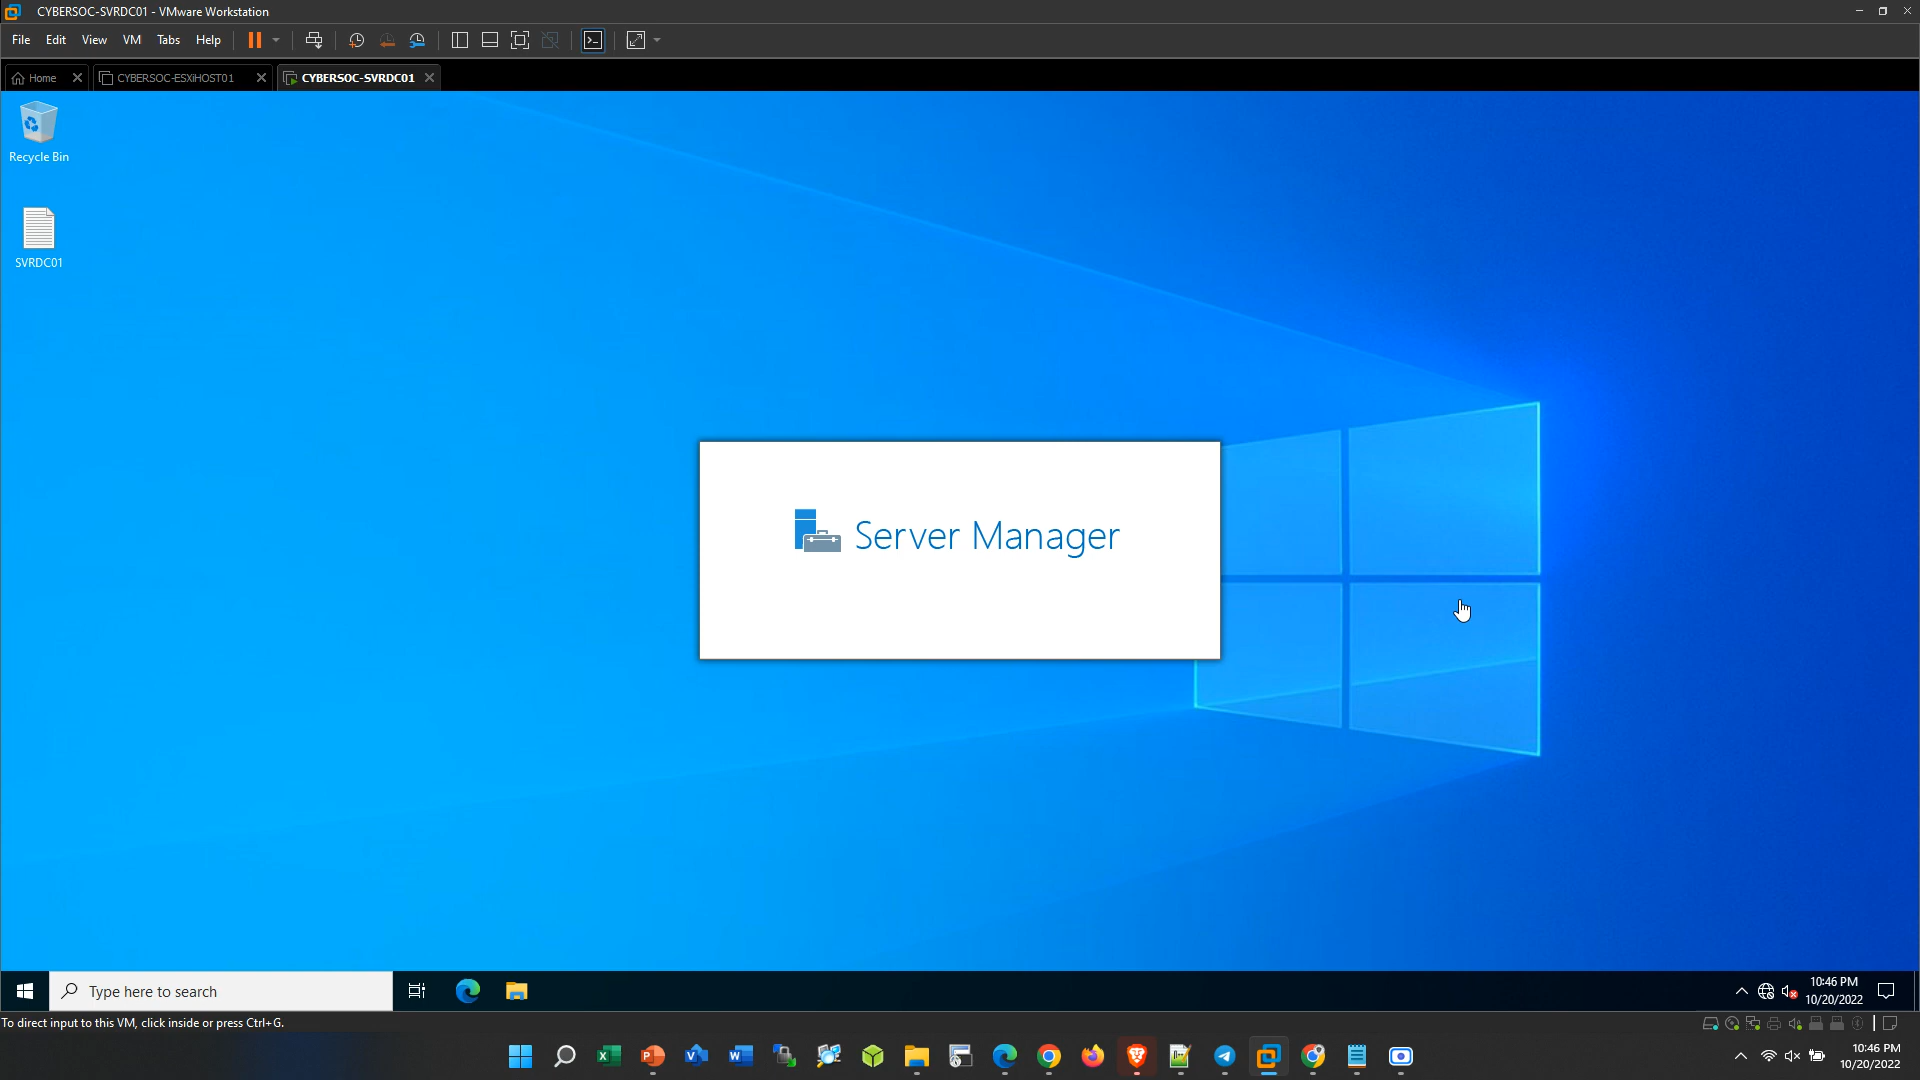 CYBERSOC-SVRDC01 - VMware Workstation
File Edit View VM Tabs Help
Home CYBERSOC-ESXiHOST01 CYBERSOC-SVRDC01
Recycle Bin
SVRDC01
Server Manager
Type here to search
10:46 PM
10/20/2022
To direct input to this VM, click inside or press Ctrl+G.
10:46 PM
10/20/2022